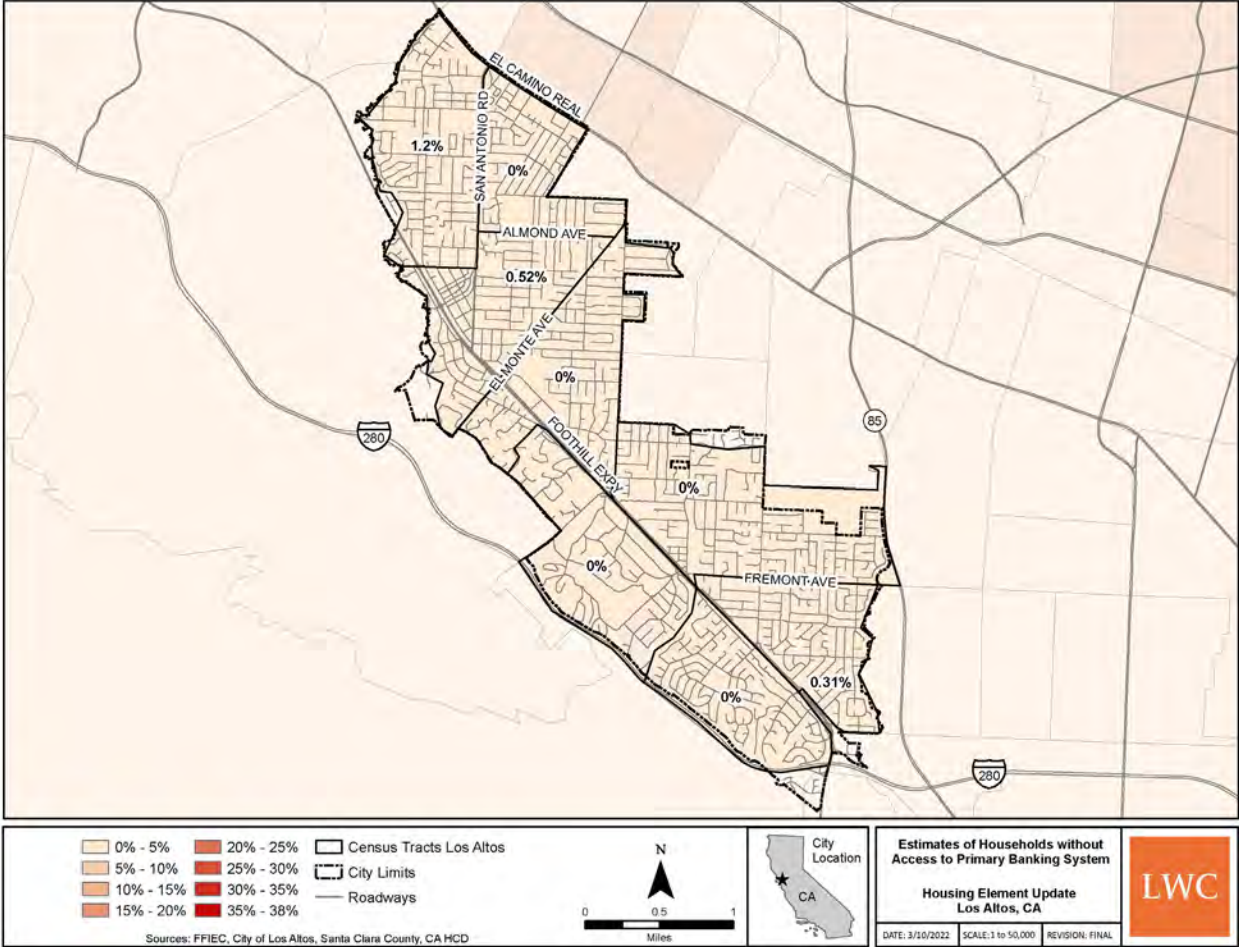 EL CAMINO REAL
SAN ANTONIO RD
1.2%
0%
ALMOND AVE
0.52%
EL MONTE AVE
0%
FOOTHILL EXPY
280
85
0%
0%
FREMONT AVE
0%
0.31%
280
0% - 5%
5% - 10%
10% - 15%
15% - 20%
20% - 25%
25% - 30%
30% - 35%
35% - 38%
Census Tracts Los Altos
City Limits
Roadways
Sources: FFIEC, City of Los Altos, Santa Clara County, CA HCD
N
0 0.5 1
Miles
City
Location
CA
Estimates of Households without
Access to Primary Banking System
Housing Element Update
Los Altos, CA
DATE: 3/10/2022 SCALE: 1 to 50,000 REVISION: FINAL
LWC